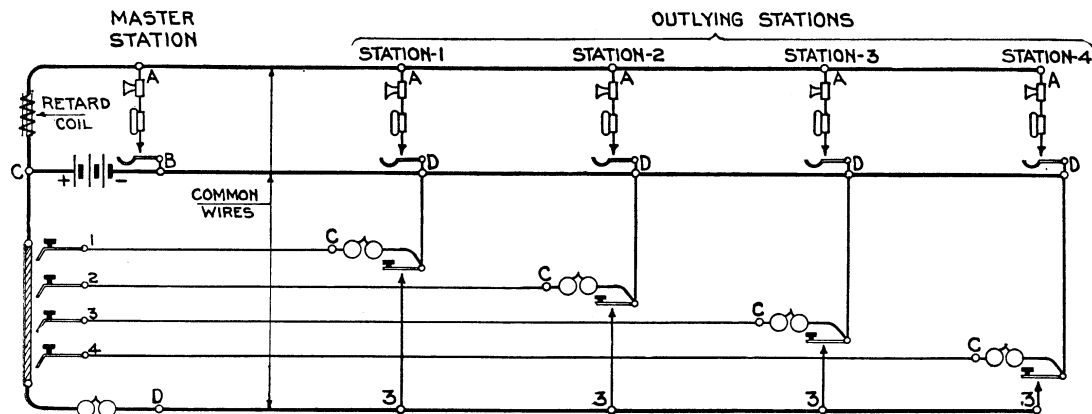 MASTER
STATION
OUTLYING STATIONS
STATION-1 STATION-2 STATION-3 STATION-4
A A A A A
RETARD
COIL
B D D D D
C + -
COMMON
WIRES
1 C
2 C
3 C
4 C
D 3 3 3 3